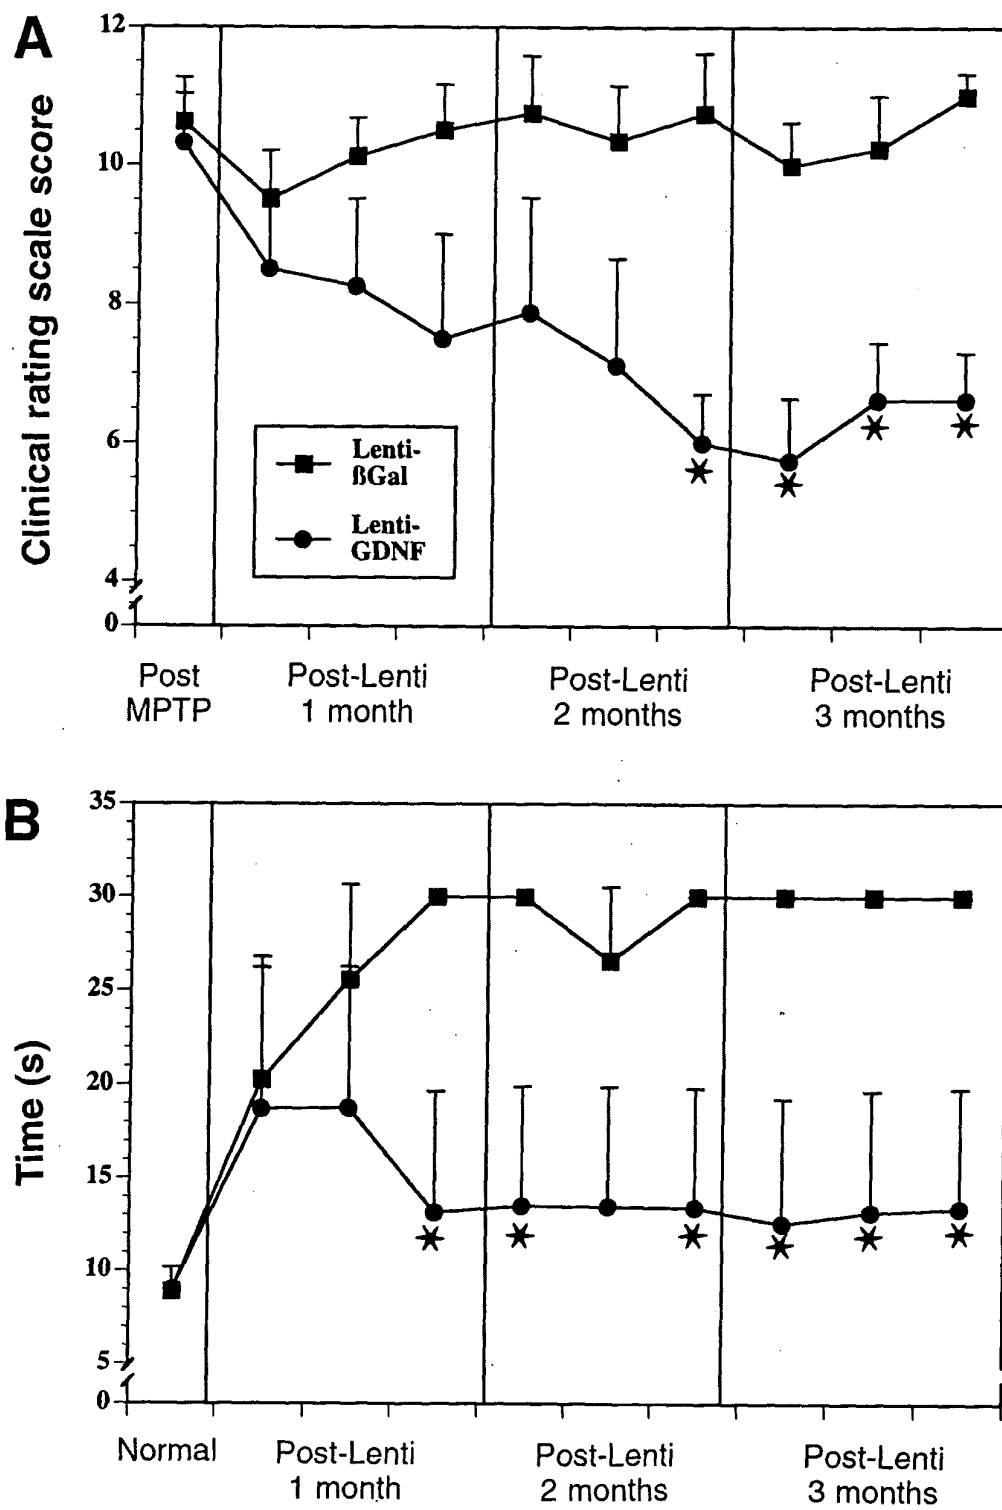 A
Clinical rating scale score
12
10
8
6
4
0
Lenti-
ßGal
Lenti-
GDNF
Post
MPTP
Post-Lenti
1 month
Post-Lenti
2 months
Post-Lenti
3 months
B
Time (s)
35
30
25
20
15
10
5
0
Normal
Post-Lenti
1 month
Post-Lenti
2 months
Post-Lenti
3 months